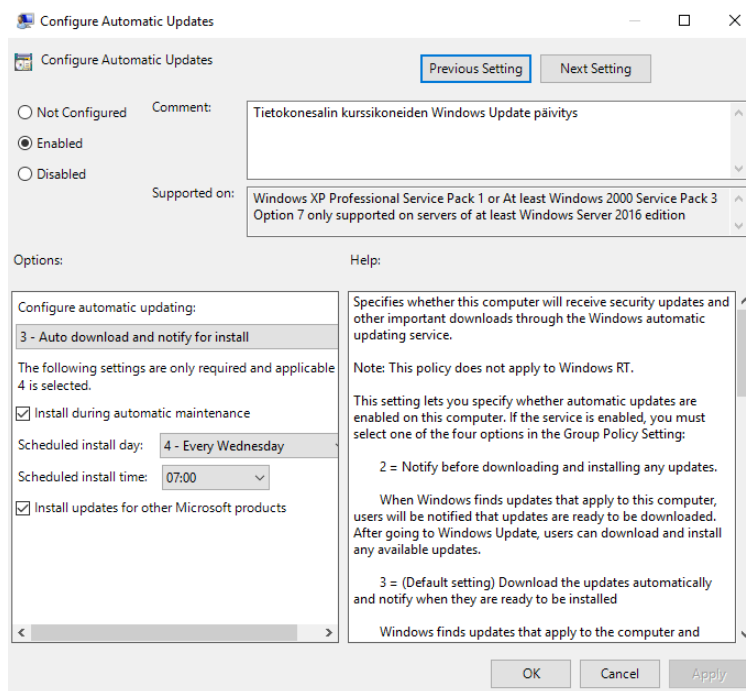 Configure Automatic Updates
Configure Automatic Updates
Previous Setting
Next Setting
Not Configured
Enabled
Disabled
Comment:
Tietokonesalin kurssikoneiden Windows Update päivitys
Supported on:
Windows XP Professional Service Pack 1 or At least Windows 2000 Service Pack 3
Option 7 only supported on servers of at least Windows Server 2016 edition
Options:
Help:
Configure automatic updating:
3 - Auto download and notify for install
The following settings are only required and applicable
4 is selected.
Install during automatic maintenance
Scheduled install day:
4 - Every Wednesday
Scheduled install time:
07:00
Install updates for other Microsoft products
Specifies whether this computer will receive security updates and
other important downloads through the Windows automatic
updating service.
Note: This policy does not apply to Windows RT.
This setting lets you specify whether automatic updates are
enabled on this computer. If the service is enabled, you must
select one of the four options in the Group Policy Setting:
2 = Notify before downloading and installing any updates.
When Windows finds updates that apply to this computer,
users will be notified that updates are ready to be downloaded.
After going to Windows Update, users can download and install
any available updates.
3 = (Default setting) Download the updates automatically
and notify when they are ready to be installed
Windows finds updates that apply to the computer and
OK
Cancel
Apply